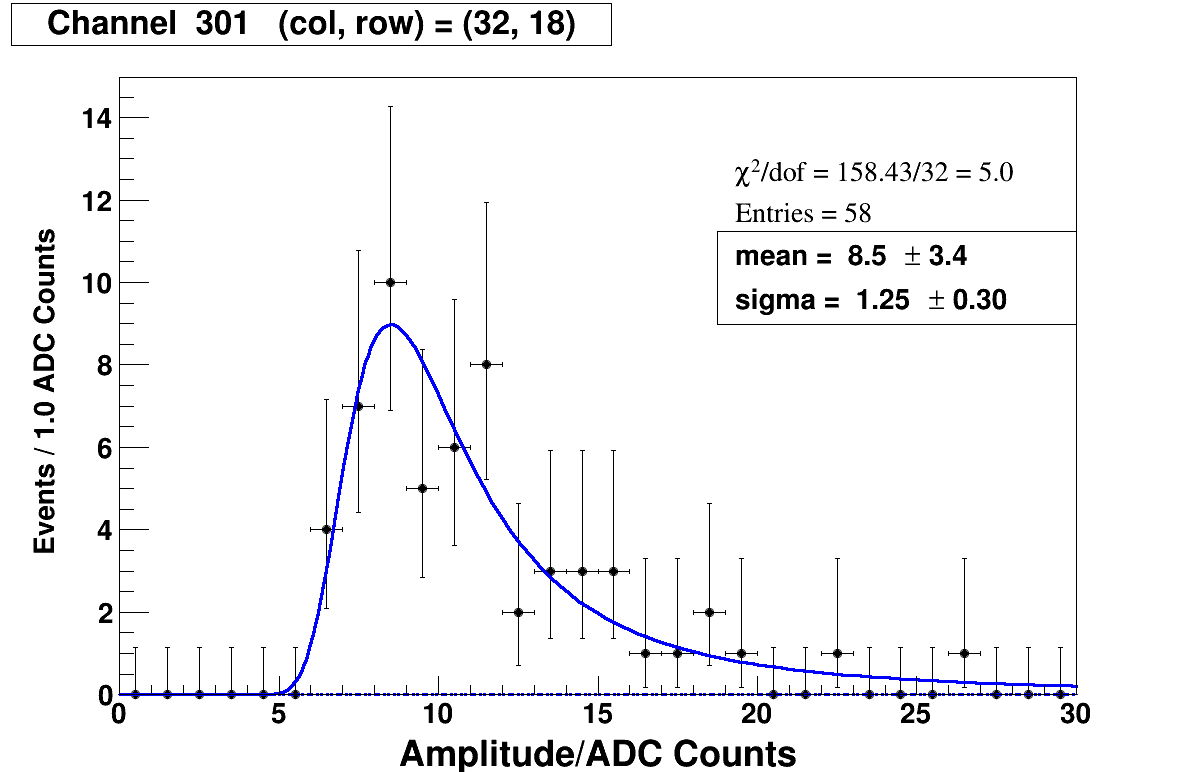 Channel 301 (col, row) = (32, 18)
χ²/dof = 158.43/32 = 5.0
Entries = 58
mean = 8.5 ± 3.4
sigma = 1.25 ± 0.30
Events / 1.0 ADC Counts
14
12
10
8
6
4
2
0
0 5 10 15 20 25 30
Amplitude/ADC Counts